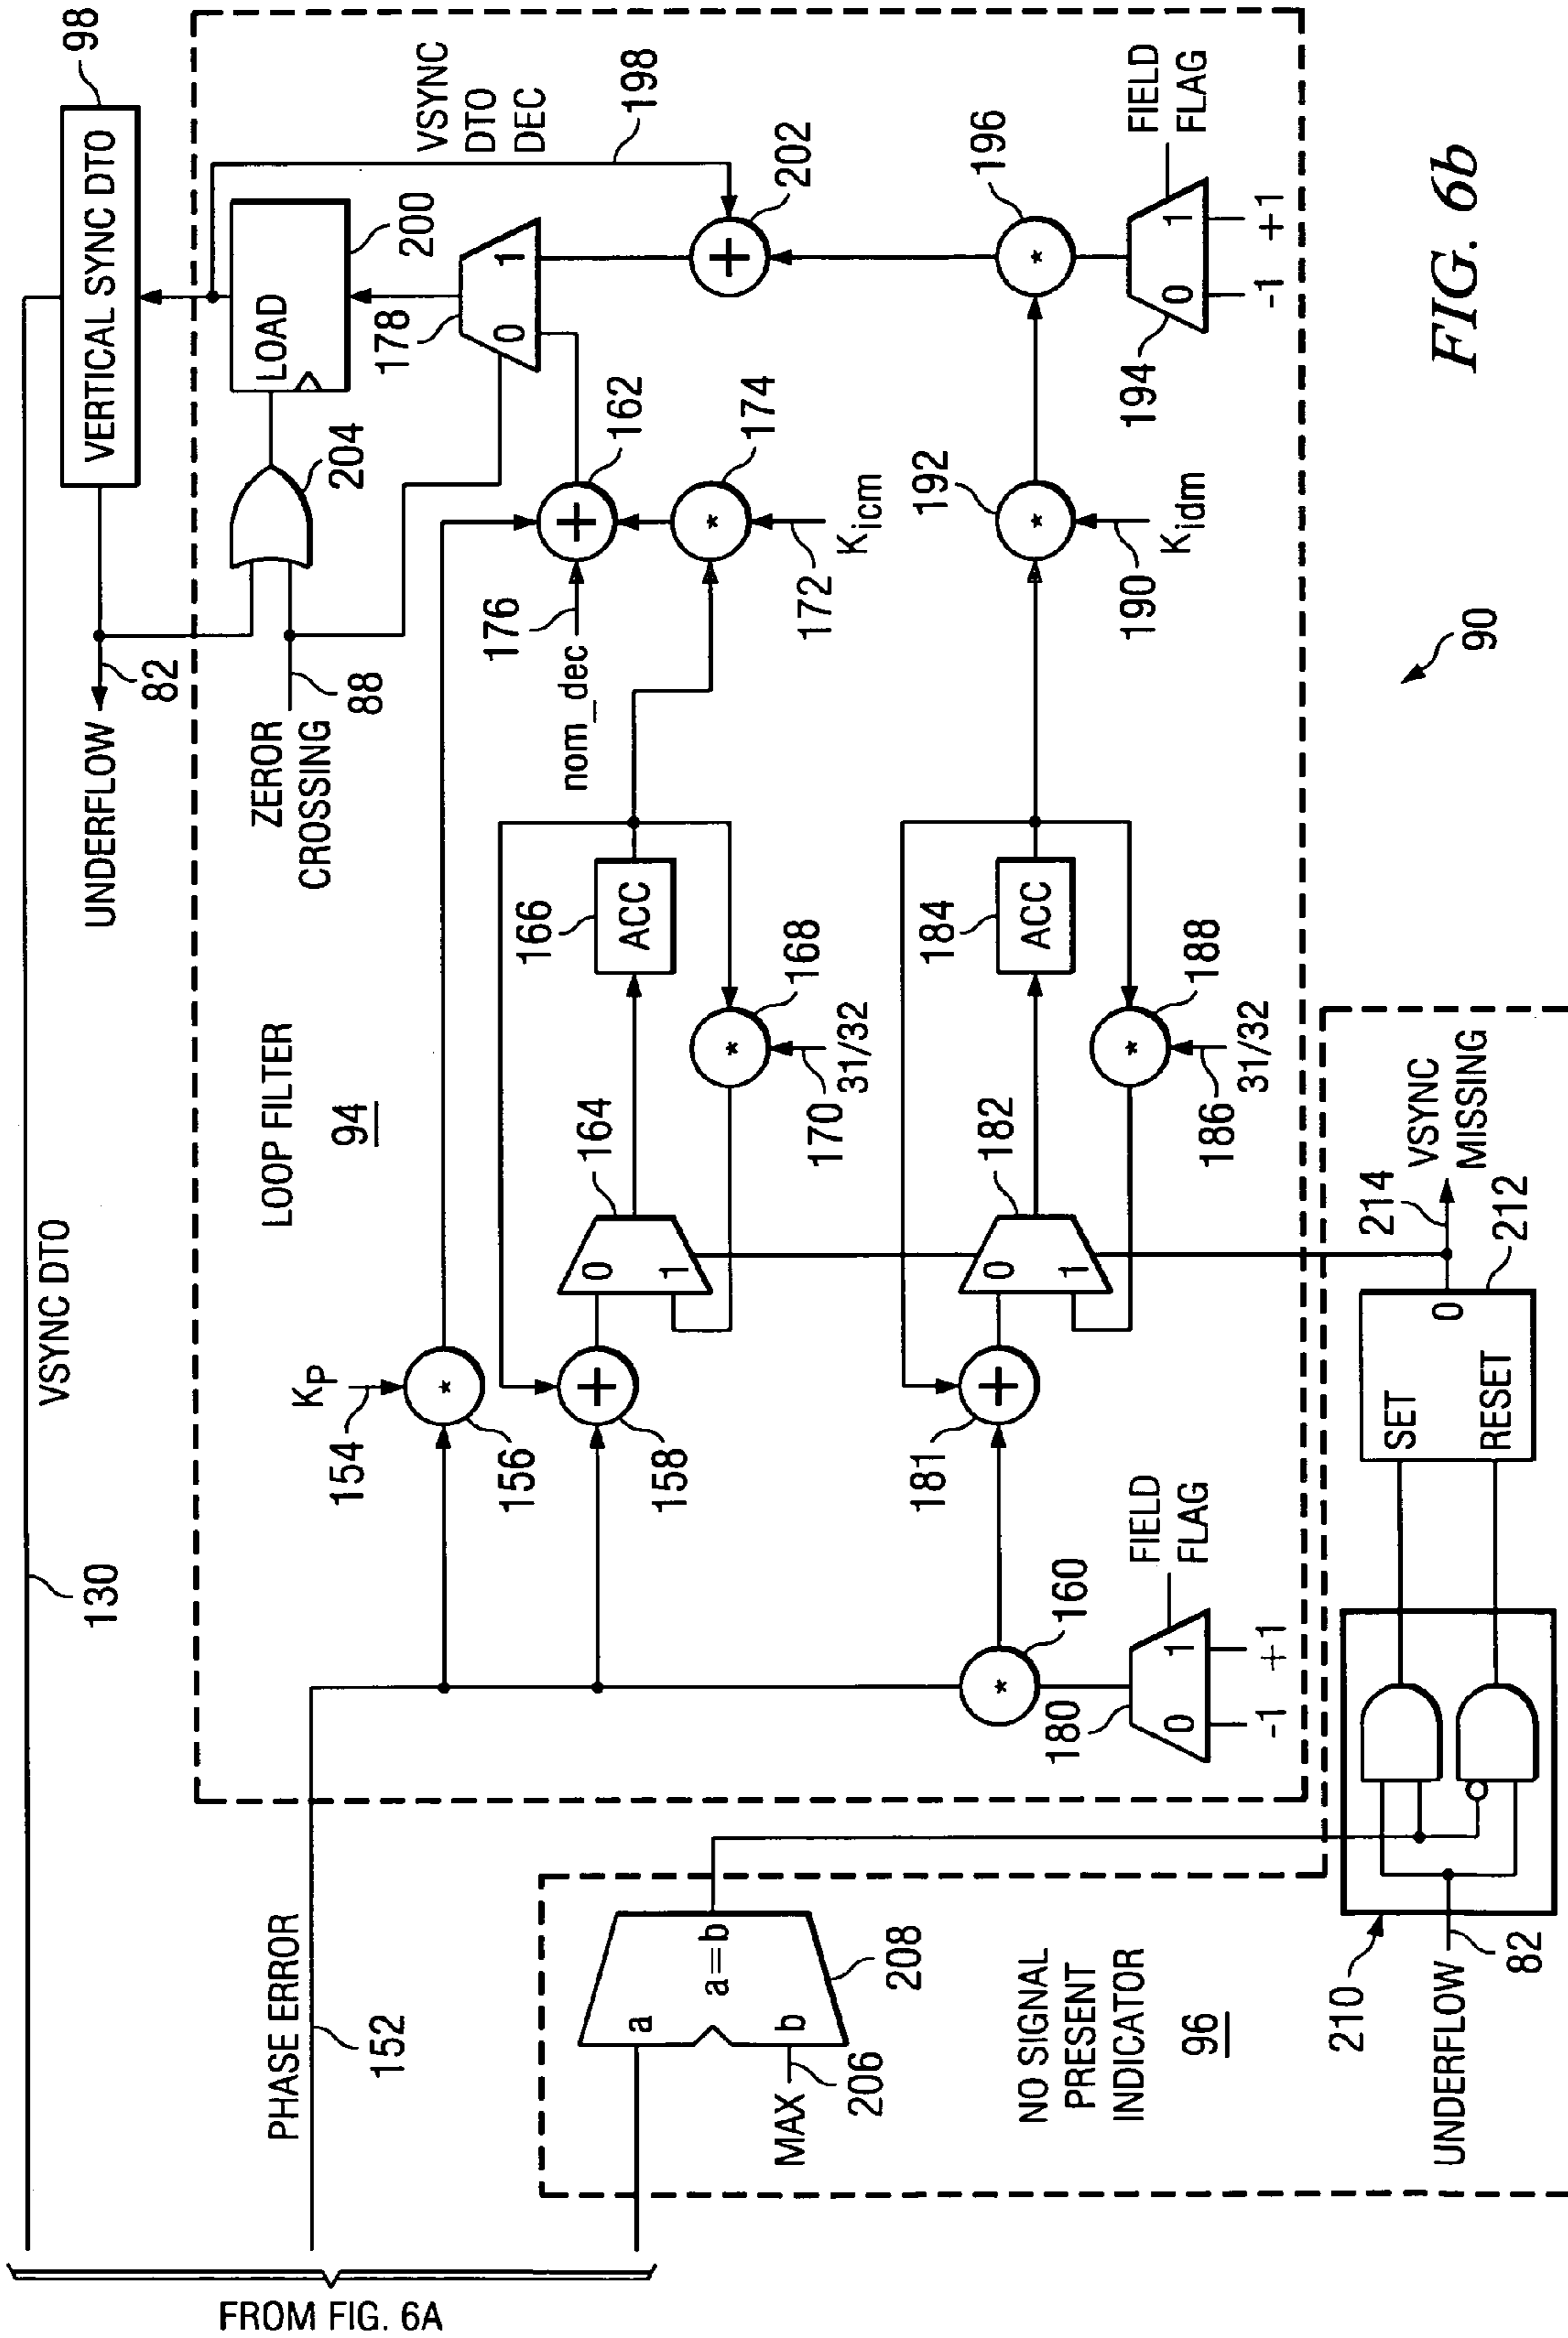 FROM FIG. 6A
VSYNC DTO
130
PHASE ERROR
152
VERTICAL SYNC DTO
98
UNDERFLOW
82
ZEROR
CROSSING
88
204
LOAD
200
VSYNC
DTO
DEC
198
LOOP FILTER
94
KP
154
*
156
+
158
0
1
164
ACC
166
*
168
170
31/32
nom_dec
176
+
162
*
174
172
Kicm
0
1
178
+
202
*
160
180
0
1
-1
+1
FIELD
FLAG
+
181
0
1
182
ACC
184
*
188
186
31/32
*
192
190
Kidm
*
196
194
0
1
-1
+1
FIELD
FLAG
a
b
a=b
MAX
206
208
NO SIGNAL
PRESENT
INDICATOR
96
UNDERFLOW
82
210
SET
RESET
0
212
214
VSYNC
MISSING
90
FIG. 6b